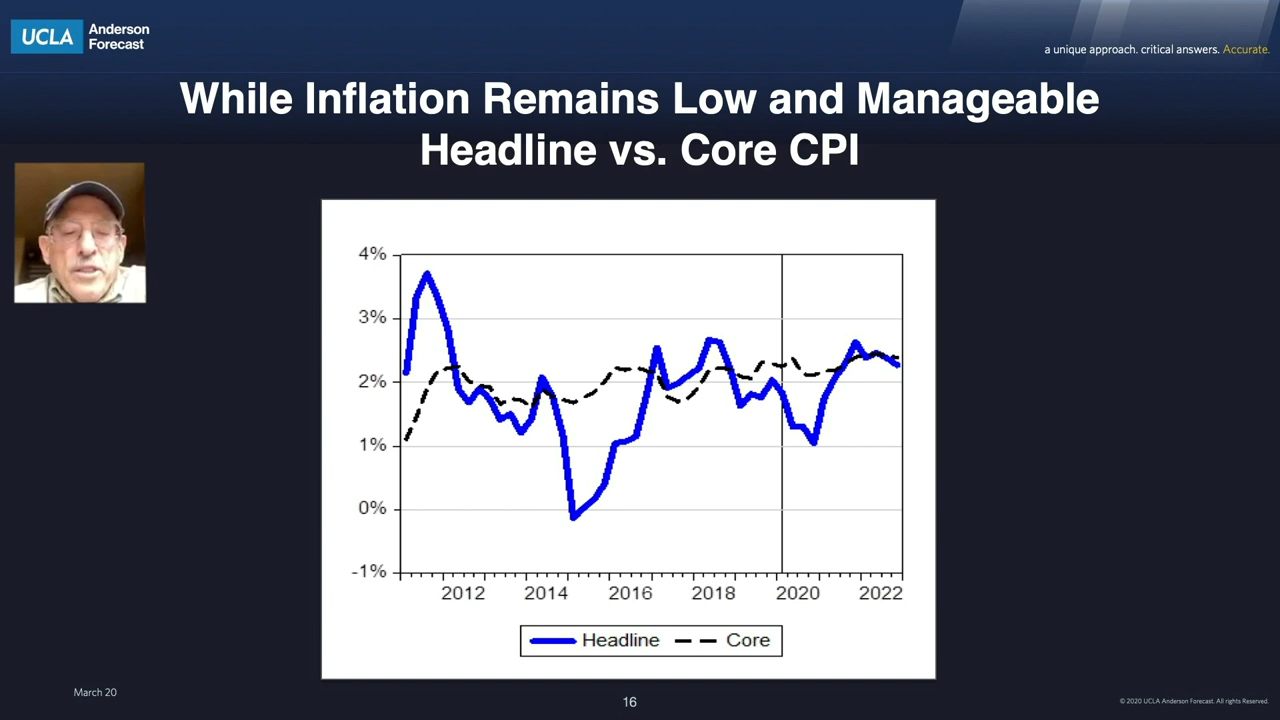 UCLA Anderson
Forecast
a unique approach. critical answers. Accurate.
While Inflation Remains Low and Manageable
Headline vs. Core CPI
4%
3%
2%
1%
0%
-1%
2012 2014 2016 2018 2020 2022
Headline Core
March 20
16
© 2020 UCLA Anderson Forecast. All rights Reserved.